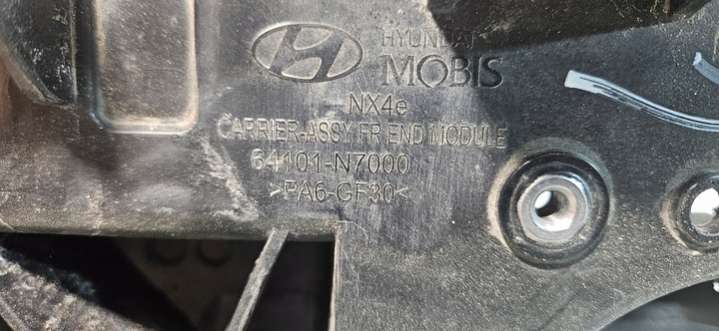 HYUNDAI
MOBIS
NX4e
CARRIER-ASSY FR END MODULE
64101-N7000
>PA6-GF30<